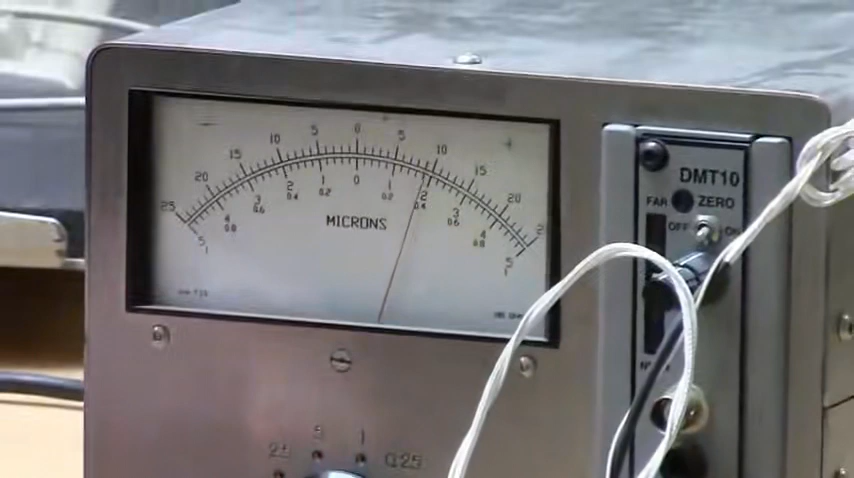 25 20 15 10 5 0 5 10 15 20
5 4 3 2 1 0 1 2 3 4 5
1 0.8 0.6 0.4 0.2 0.2 0.4 0.6 0.8 1
MICRONS
DMT10
FAR ZERO
OFF ON
2.5 5 1 0.25